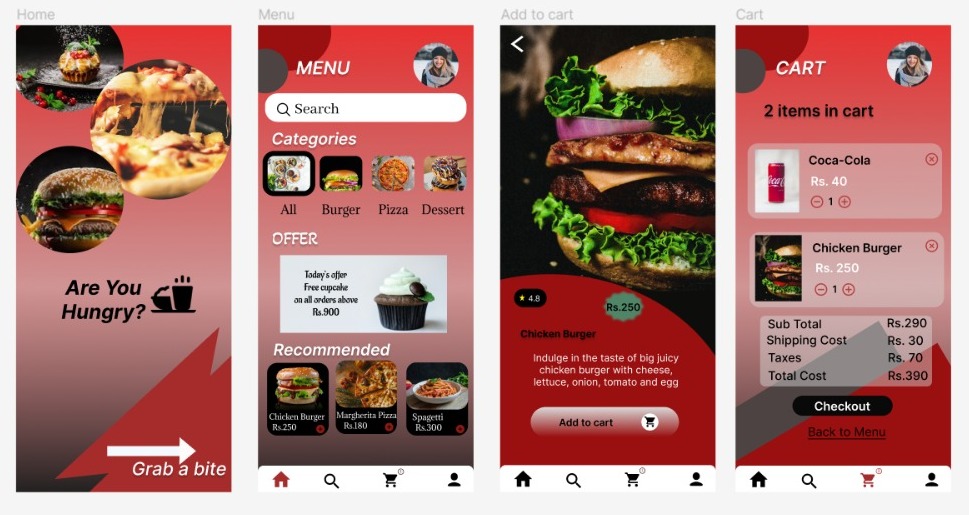 Home
Are You
Hungry?
Grab a bite
Menu
MENU
Search
Categories
All Burger Pizza Dessert
OFFER
Today's offer
Free cupcake
on all orders above
Rs.900
Recommended
Chicken Burger
Rs.250
Margherita Pizza
Rs.180
Spagetti
Rs.300
Add to cart
4.8
Rs.250
Chicken Burger
Indulge in the taste of big juicy
chicken burger with cheese,
lettuce, onion, tomato and egg
Add to cart
Cart
CART
2 items in cart
Coca-Cola
Rs. 40
1
Chicken Burger
Rs. 250
1
Sub Total Rs.290
Shipping Cost Rs. 30
Taxes Rs. 70
Total Cost Rs.390
Checkout
Back to Menu